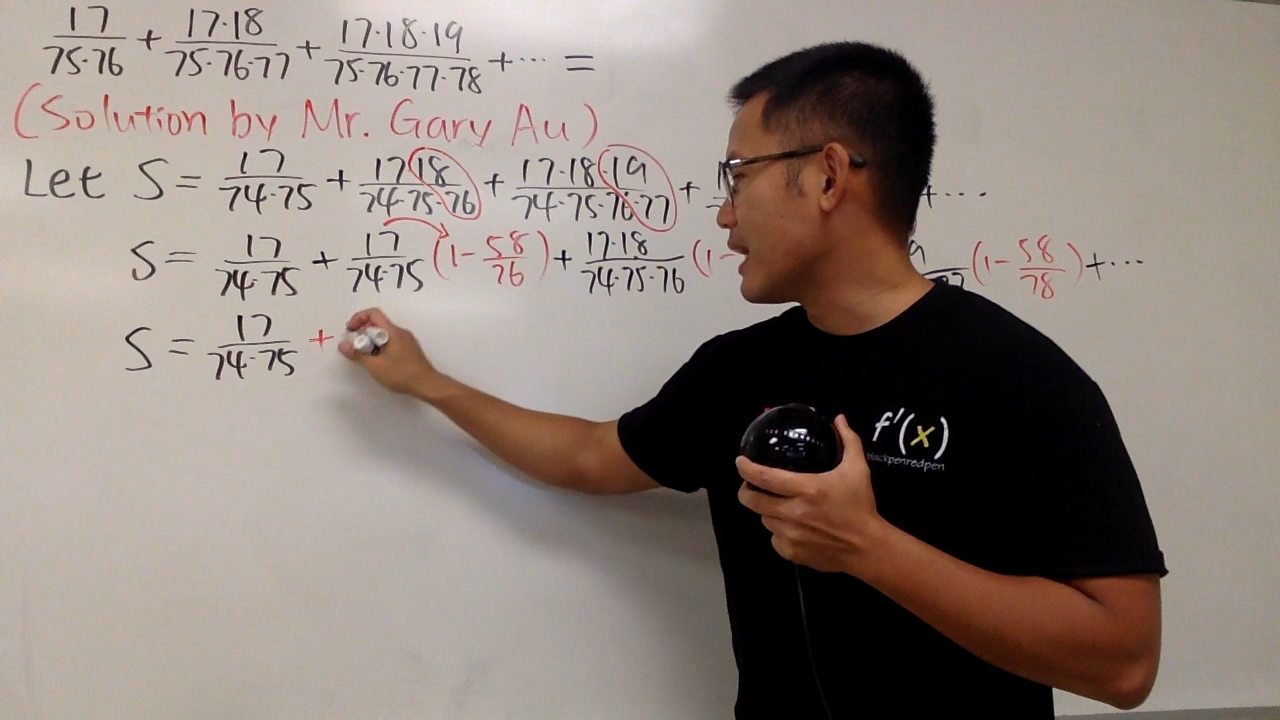 17/(75·76) + 17·18/(75·76·77) + 17·18·19/(75·76·77·78) + ··· =
(Solution by Mr. Gary Au)
Let S = 17/(74·75) + 17·18/(74·75·76) + 17·18·19/(74·75·76·77) + + ···
S = 17/(74·75) + 17/(74·75) (1 - 58/76) + 17·18/(74·75·76) (1 - (1 - 58/78) + ···
S = 17/(74·75) +
f'(x)
blackpenredpen